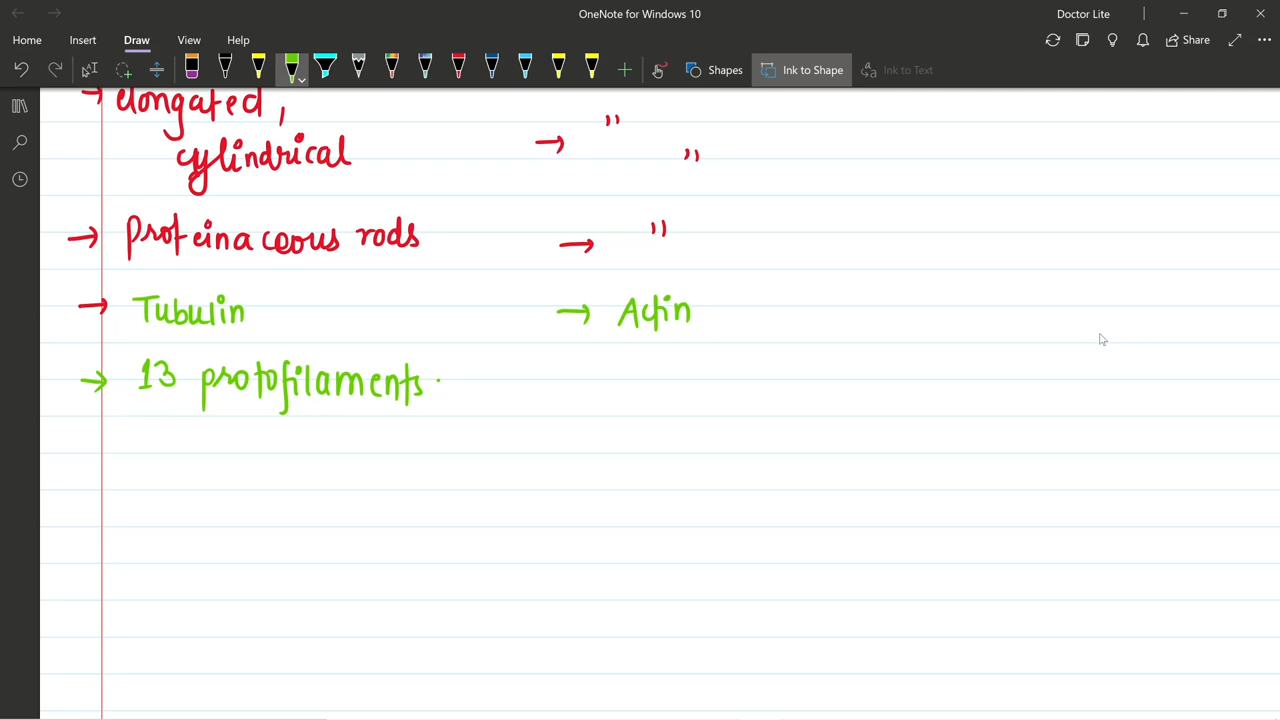 OneNote for Windows 10
Doctor Lite
Home Insert Draw View Help
Share
Shapes
Ink to Shape
Ink to Text
→ elongated,
cylindrical → "
"
→ Proteinaceous rods → "
→ Tubulin → Actin
→ 13 protofilaments.